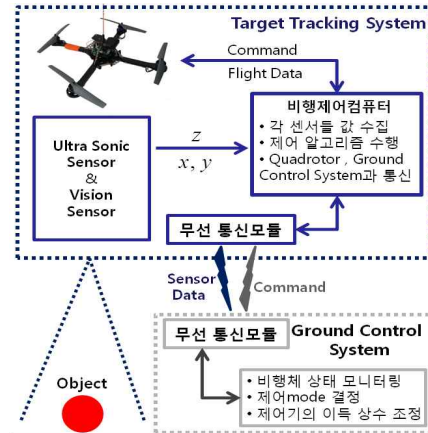 Target Tracking System
Command
Flight Data
비행제어컴퓨터
• 각 센서들 값 수집
• 제어 알고리즘 수행
• Quadrotor , Ground
Control System과 통신
Ultra Sonic
Sensor
&
Vision
Sensor
z
x, y
무선 통신모듈
Sensor
Data
Command
무선 통신모듈
Ground Control
System
Object
• 비행체 상태 모니터링
• 제어mode 결정
• 제어기의 이득 상수 조정